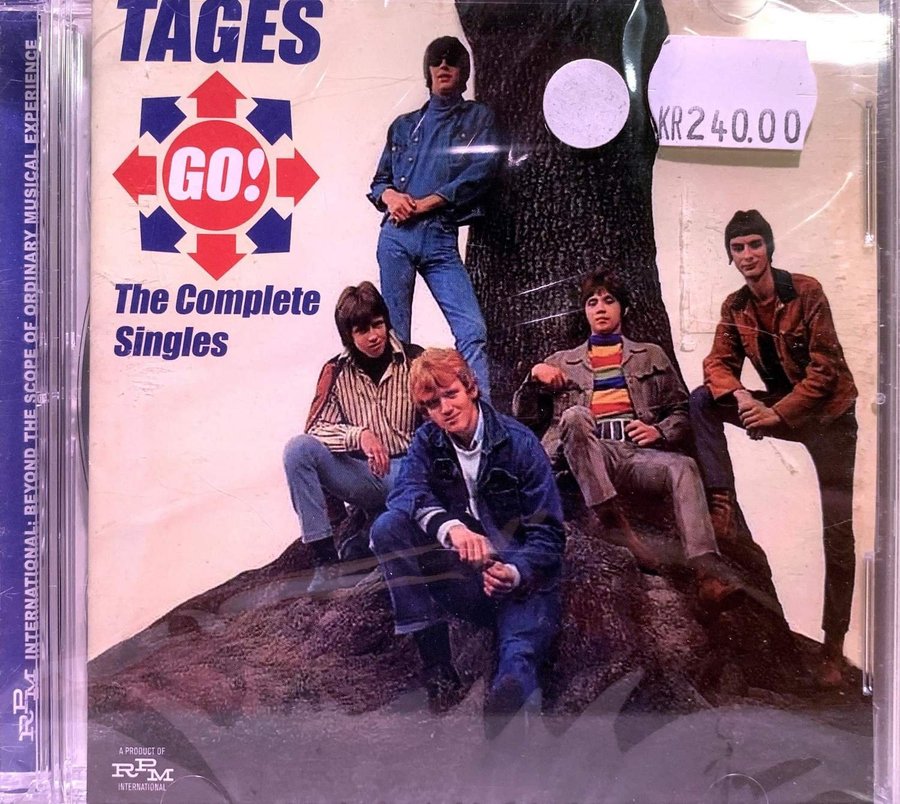 TAGES
GO!
The Complete
Singles
KR240.00
A PRODUCT OF
RPM
INTERNATIONAL
RPM INTERNATIONAL: BEYOND THE SCOPE OF ORDINARY MUSICAL EXPERIENCE